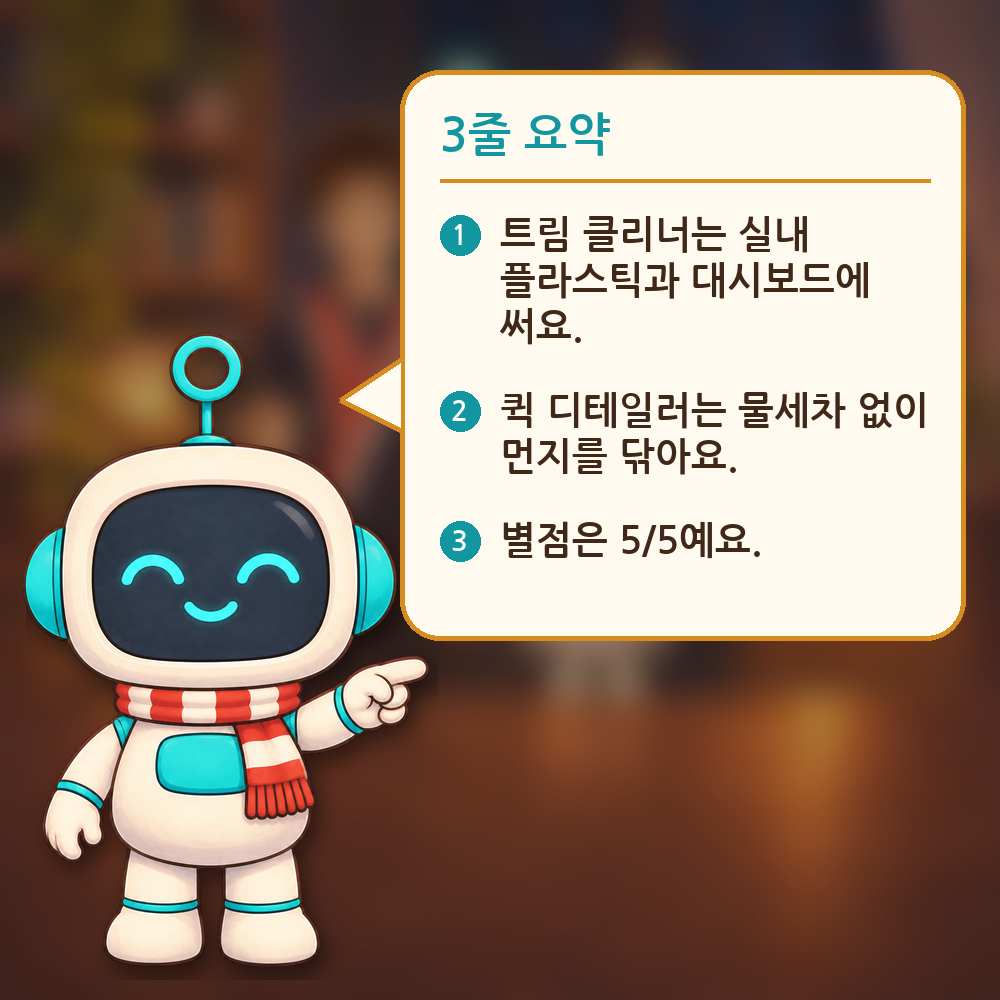 3줄 요약
1 트림 클리너는 실내
플라스틱과 대시보드에
써요.
2 퀵 디테일러는 물세차 없이
먼지를 닦아요.
3 별점은 5/5예요.